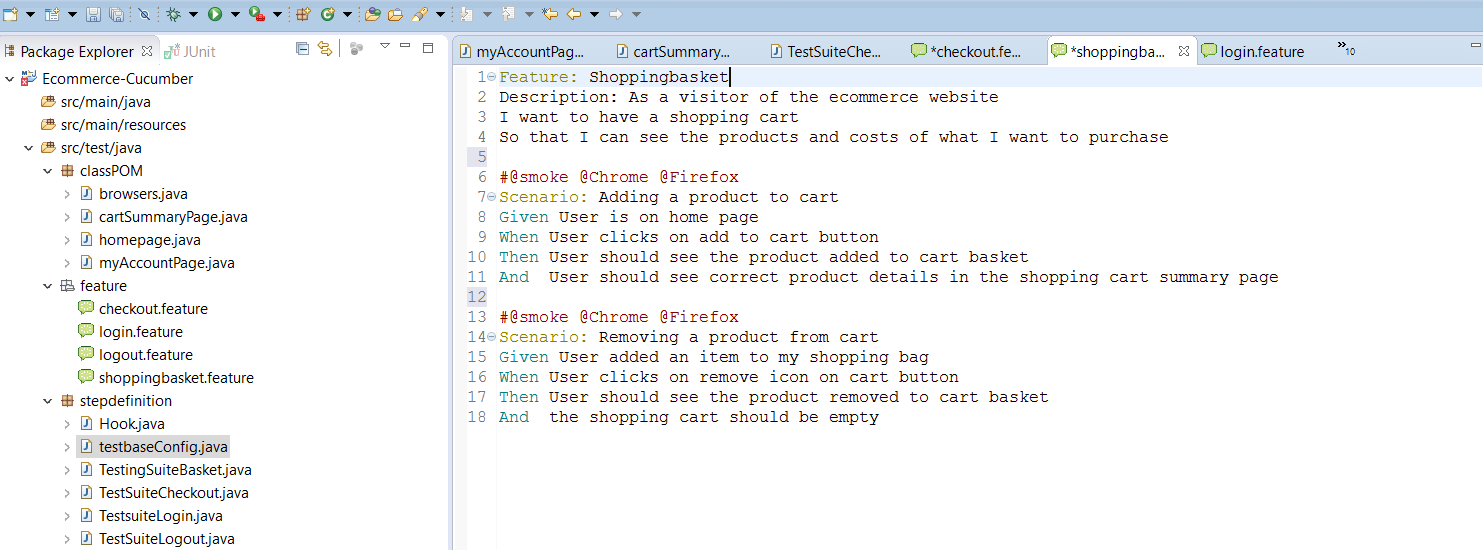 Package Explorer
JUnit
Ecommerce-Cucumber
src/main/java
src/main/resources
src/test/java
classPOM
browsers.java
cartSummaryPage.java
homepage.java
myAccountPage.java
feature
checkout.feature
login.feature
logout.feature
shoppingbasket.feature
stepdefinition
Hook.java
testbaseConfig.java
TestingSuiteBasket.java
TestSuiteCheckout.java
TestsuiteLogin.java
TestSuiteLogout.java
myAccountPag...
cartSummary...
TestSuiteChe...
*checkout.fe...
*shoppingba...
login.feature
»10
1 Feature: Shoppingbasket
2 Description: As a visitor of the ecommerce website
3 I want to have a shopping cart
4 So that I can see the products and costs of what I want to purchase
5
6 #@smoke @Chrome @Firefox
7 Scenario: Adding a product to cart
8 Given User is on home page
9 When User clicks on add to cart button
10 Then User should see the product added to cart basket
11 And  User should see correct product details in the shopping cart summary page
12
13 #@smoke @Chrome @Firefox
14 Scenario: Removing a product from cart
15 Given User added an item to my shopping bag
16 When User clicks on remove icon on cart button
17 Then User should see the product removed to cart basket
18 And  the shopping cart should be empty